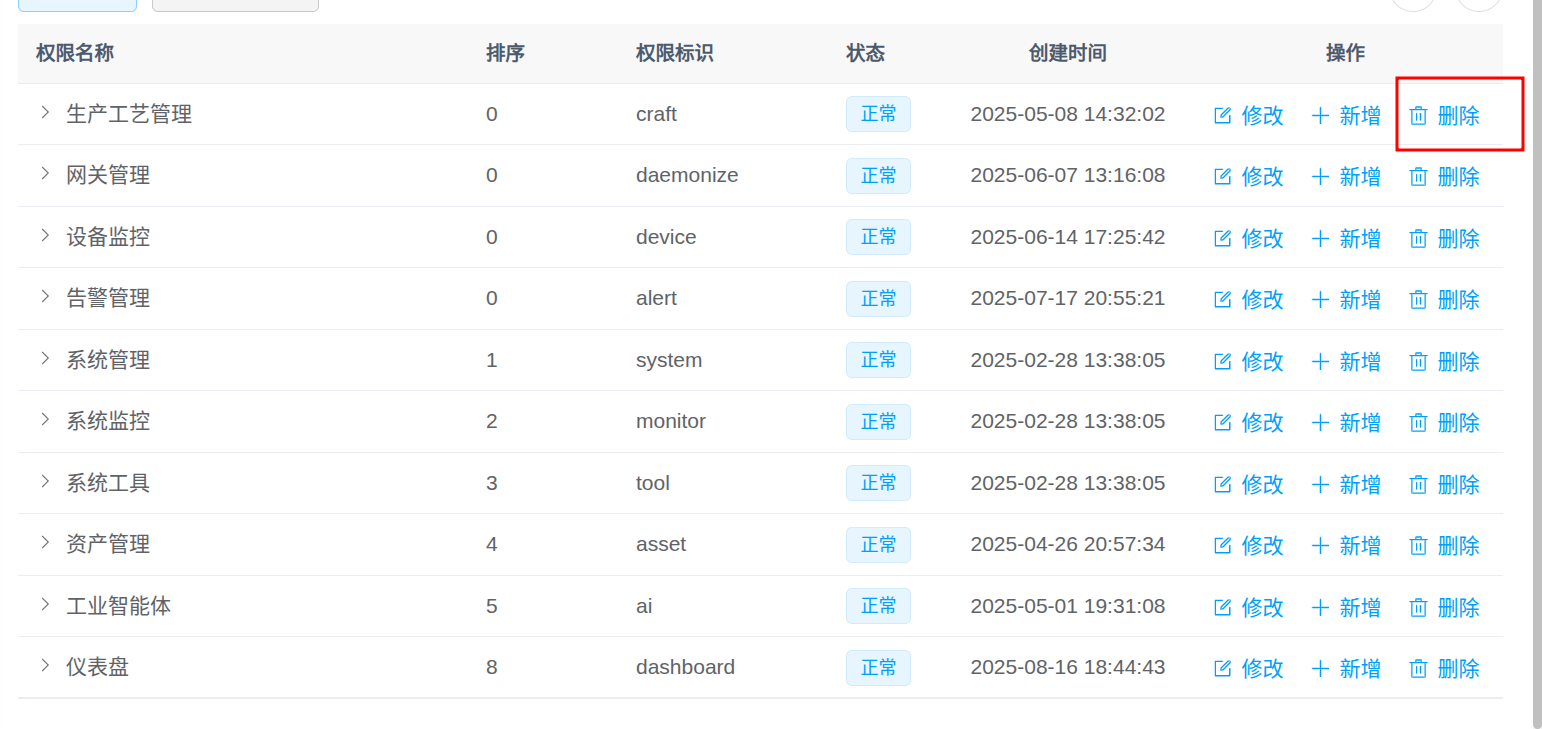 权限名称 排序 权限标识 状态 创建时间 操作
生产工艺管理 0 craft 正常 2025-05-08 14:32:02 修改 新增 删除
网关管理 0 daemonize 正常 2025-06-07 13:16:08 修改 新增 删除
设备监控 0 device 正常 2025-06-14 17:25:42 修改 新增 删除
告警管理 0 alert 正常 2025-07-17 20:55:21 修改 新增 删除
系统管理 1 system 正常 2025-02-28 13:38:05 修改 新增 删除
系统监控 2 monitor 正常 2025-02-28 13:38:05 修改 新增 删除
系统工具 3 tool 正常 2025-02-28 13:38:05 修改 新增 删除
资产管理 4 asset 正常 2025-04-26 20:57:34 修改 新增 删除
工业智能体 5 ai 正常 2025-05-01 19:31:08 修改 新增 删除
仪表盘 8 dashboard 正常 2025-08-16 18:44:43 修改 新增 删除